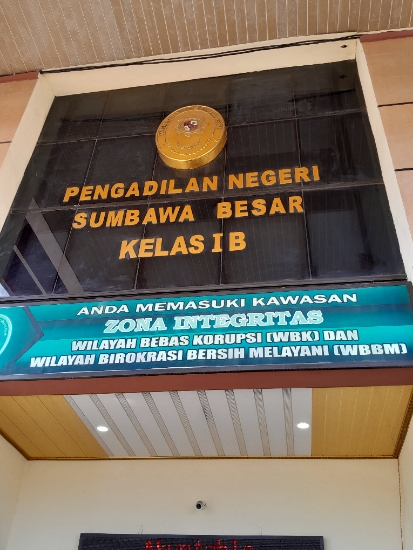 PENGADILAN NEGERI
SUMBAWA BESAR
KELAS I B
ANDA MEMASUKI KAWASAN
ZONA INTEGRITAS
WILAYAH BEBAS KORUPSI (WBK) DAN
WILAYAH BIROKRASI BERSIH MELAYANI (WBBM)